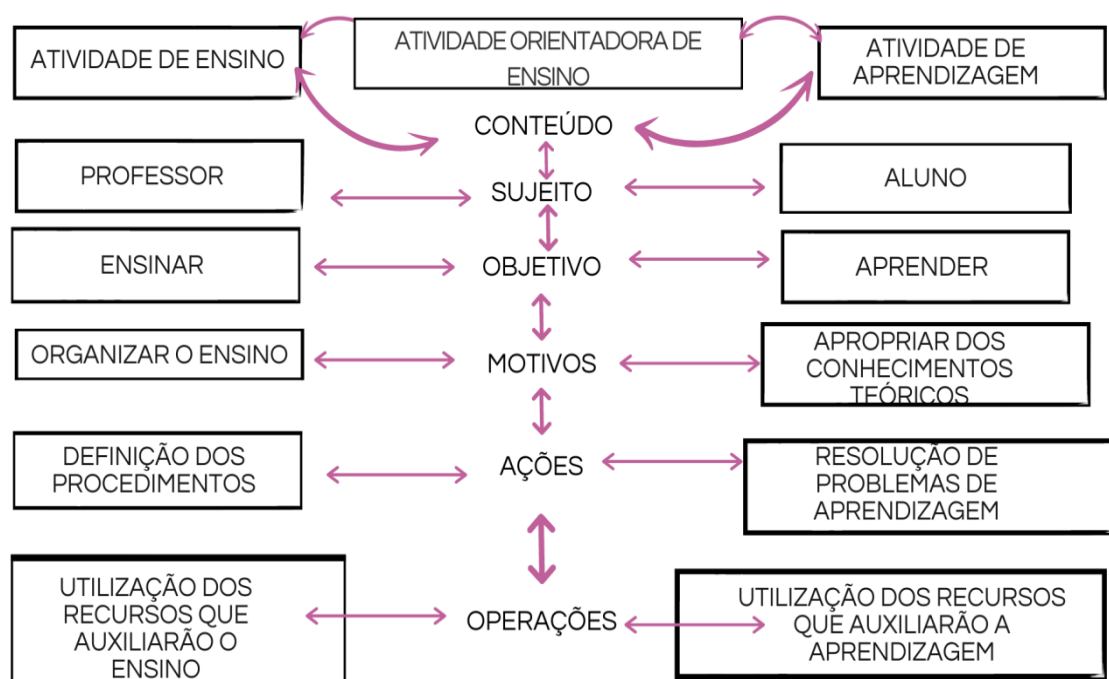 ATIVIDADE DE ENSINO
ATIVIDADE ORIENTADORA DE
ENSINO
ATIVIDADE DE
APRENDIZAGEM
CONTEÚDO
PROFESSOR
SUJEITO
ALUNO
ENSINAR
OBJETIVO
APRENDER
ORGANIZAR O ENSINO
MOTIVOS
APROPRIAR DOS
CONHECIMENTOS
TEÓRICOS
DEFINIÇÃO DOS
PROCEDIMENTOS
AÇÕES
RESOLUÇÃO DE
PROBLEMAS DE
APRENDIZAGEM
UTILIZAÇÃO DOS
RECURSOS QUE
AUXILIARÃO O
ENSINO
OPERAÇÕES
UTILIZAÇÃO DOS RECURSOS
QUE AUXILIARÃO A
APRENDIZAGEM